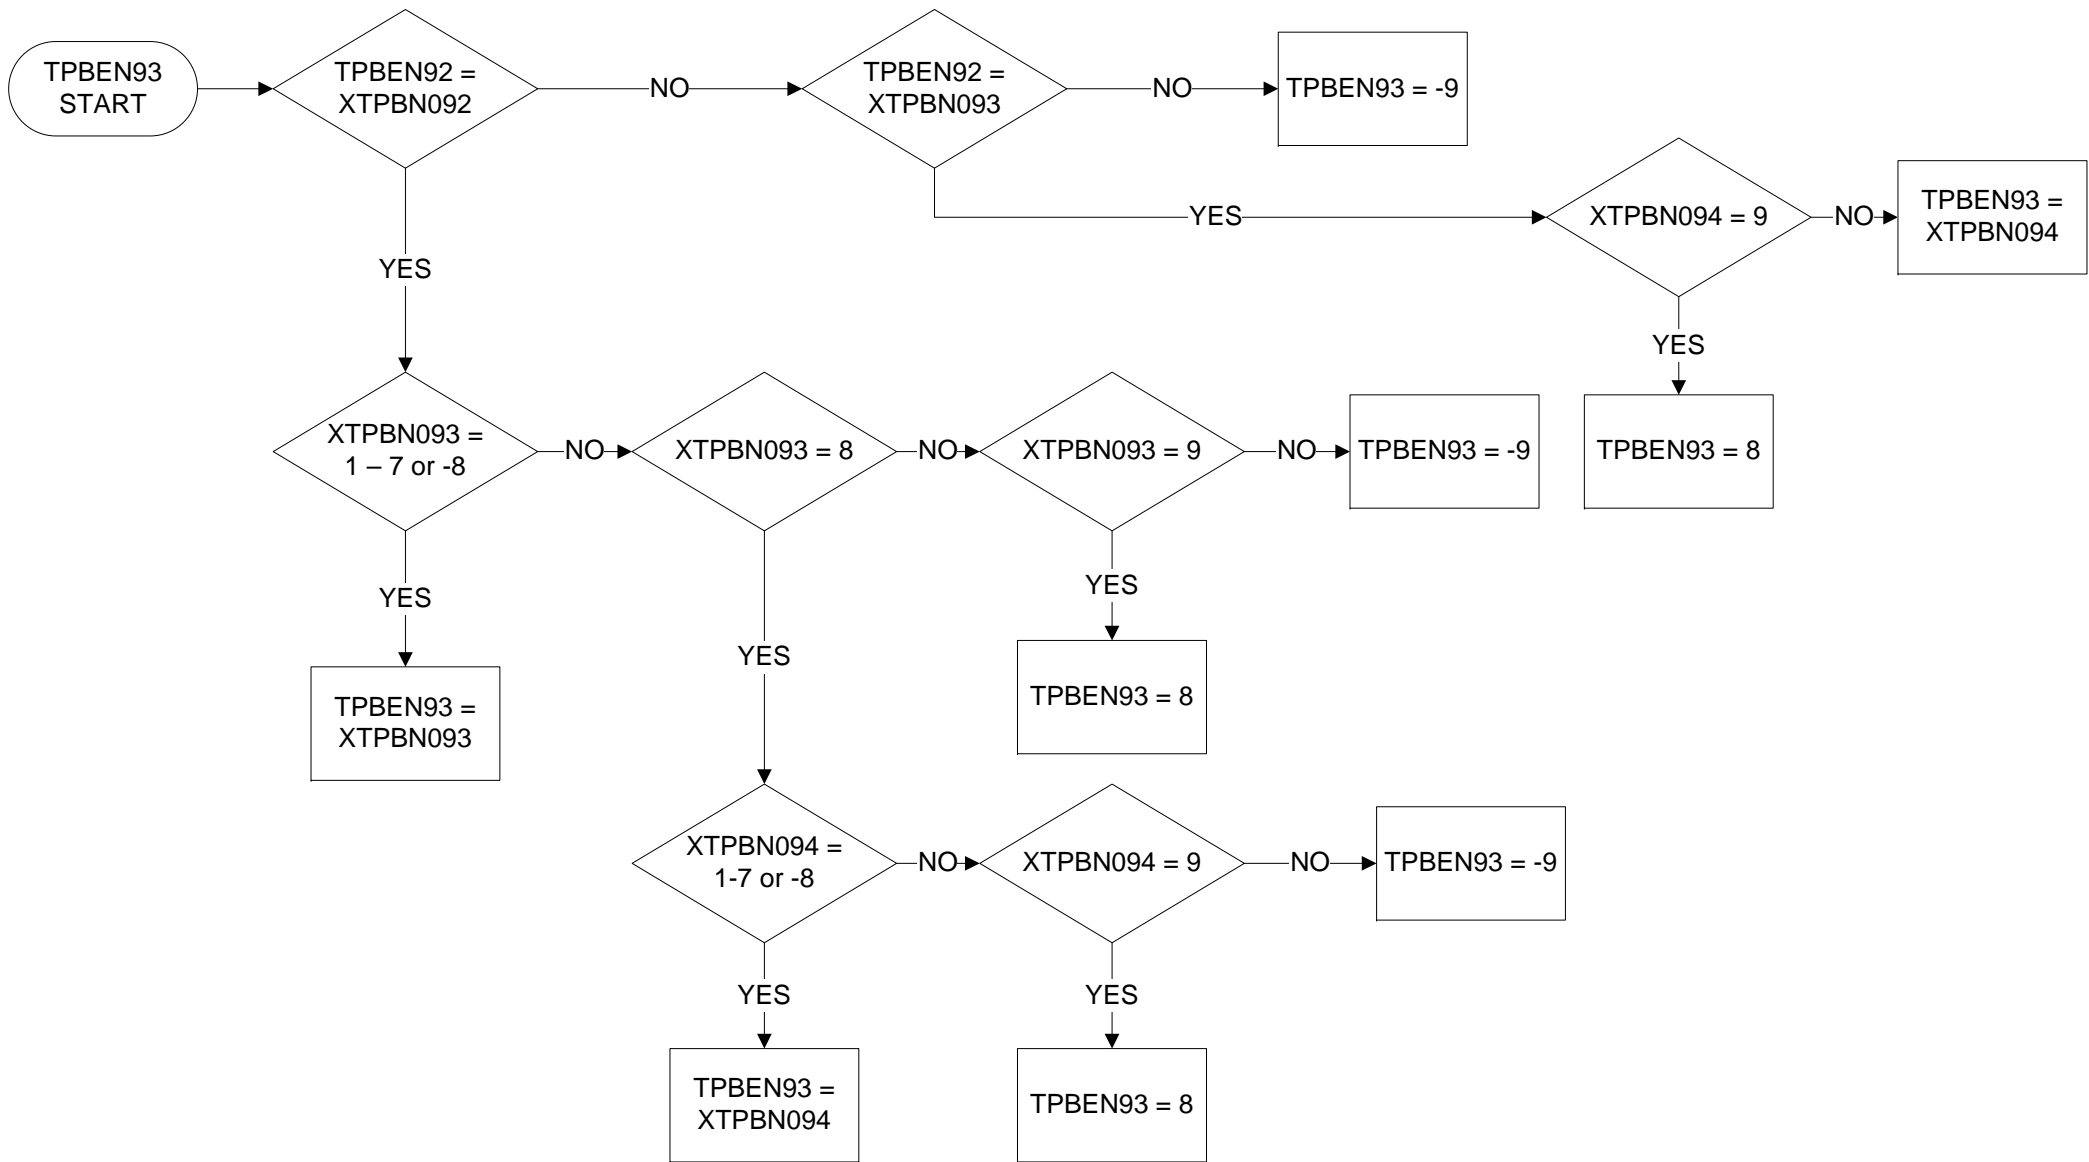 TPBEN93
START
TPBEN92 =
XTPBN092
NO
TPBEN92 =
XTPBN093
NO
TPBEN93 = -9
YES
XTPBN094 = 9
NO
TPBEN93 =
XTPBN094
YES
TPBEN93 = 8
YES
XTPBN093 =
1 – 7 or -8
NO
XTPBN093 = 8
NO
XTPBN093 = 9
NO
TPBEN93 = -9
YES
TPBEN93 =
XTPBN093
YES
YES
TPBEN93 = 8
XTPBN094 =
1-7 or -8
NO
XTPBN094 = 9
NO
TPBEN93 = -9
YES
TPBEN93 =
XTPBN094
YES
TPBEN93 = 8